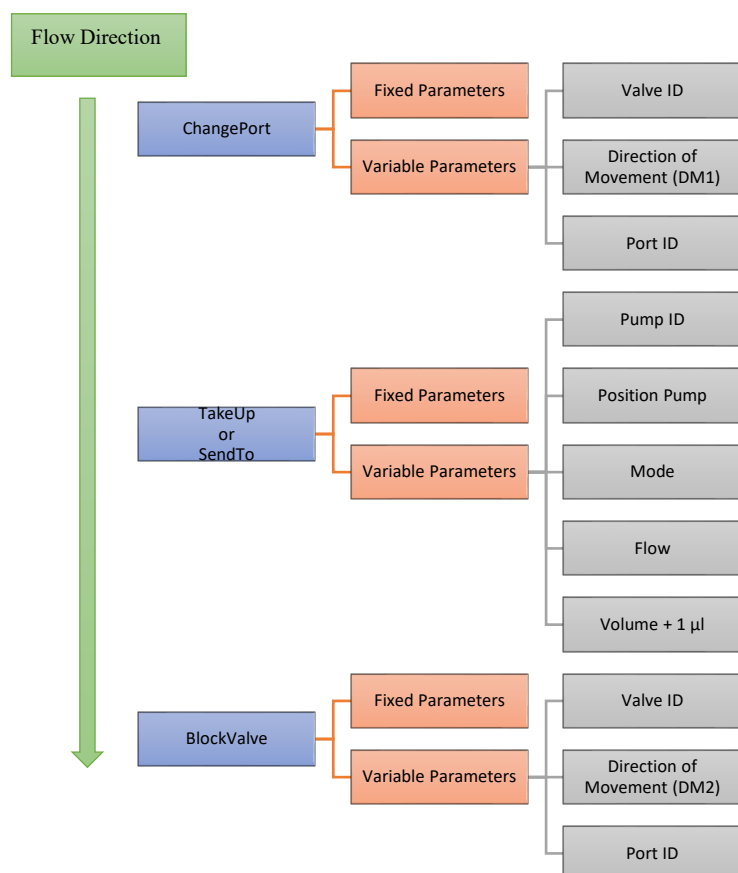 Flow Direction
ChangePort
Fixed Parameters
Variable Parameters
Valve ID
Direction of
Movement (DM1)
Port ID
TakeUp
or
SendTo
Fixed Parameters
Variable Parameters
Pump ID
Position Pump
Mode
Flow
Volume + 1 µl
BlockValve
Fixed Parameters
Variable Parameters
Valve ID
Direction of
Movement (DM2)
Port ID